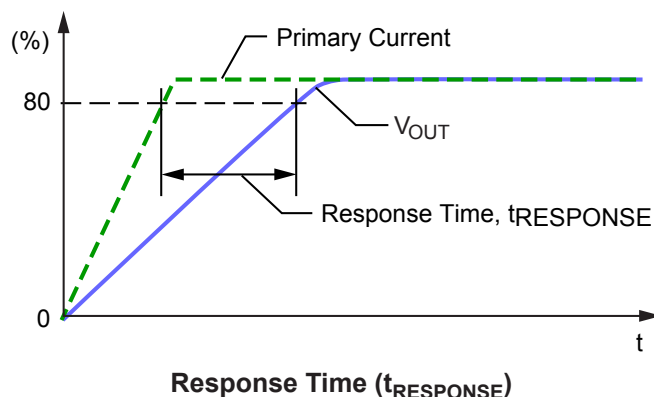 (%)
Primary Current
80
VOUT
Response Time, tRESPONSE
0
t
Response Time (tRESPONSE)